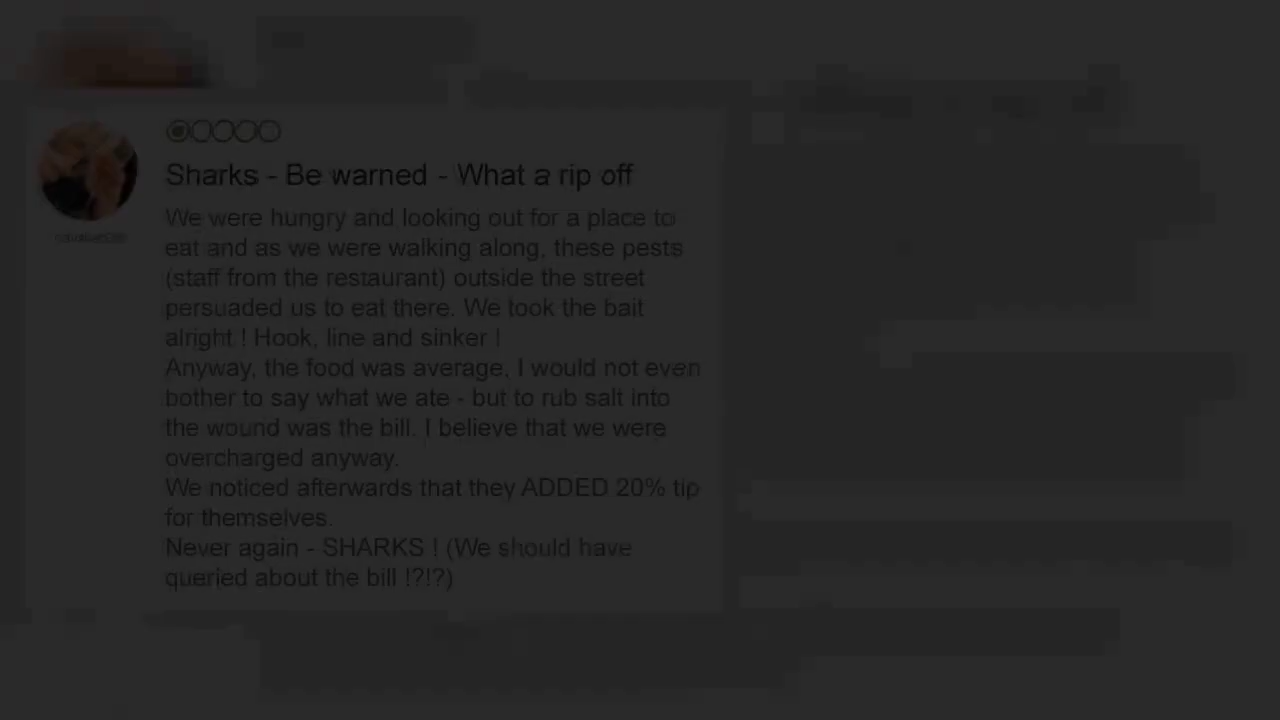 Sharks - Be warned - What a rip off
We were hungry and looking out for a place to
eat and as we were walking along, these pests
(staff from the restaurant) outside the street
persuaded us to eat there. We took the bait
alright ! Hook, line and sinker !
Anyway, the food was average. I would not even
bother to say what we ate - but to rub salt into
the wound was the bill. I believe that we were
overcharged anyway.
We noticed afterwards that they ADDED 20% tip
for themselves.
Never again - SHARKS ! (We should have
queried about the bill !?!?)